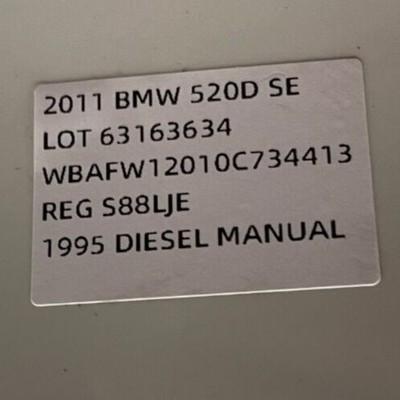 2011 BMW 520D SE
LOT 63163634
WBAFW12010C734413
REG S88LJE
1995 DIESEL MANUAL